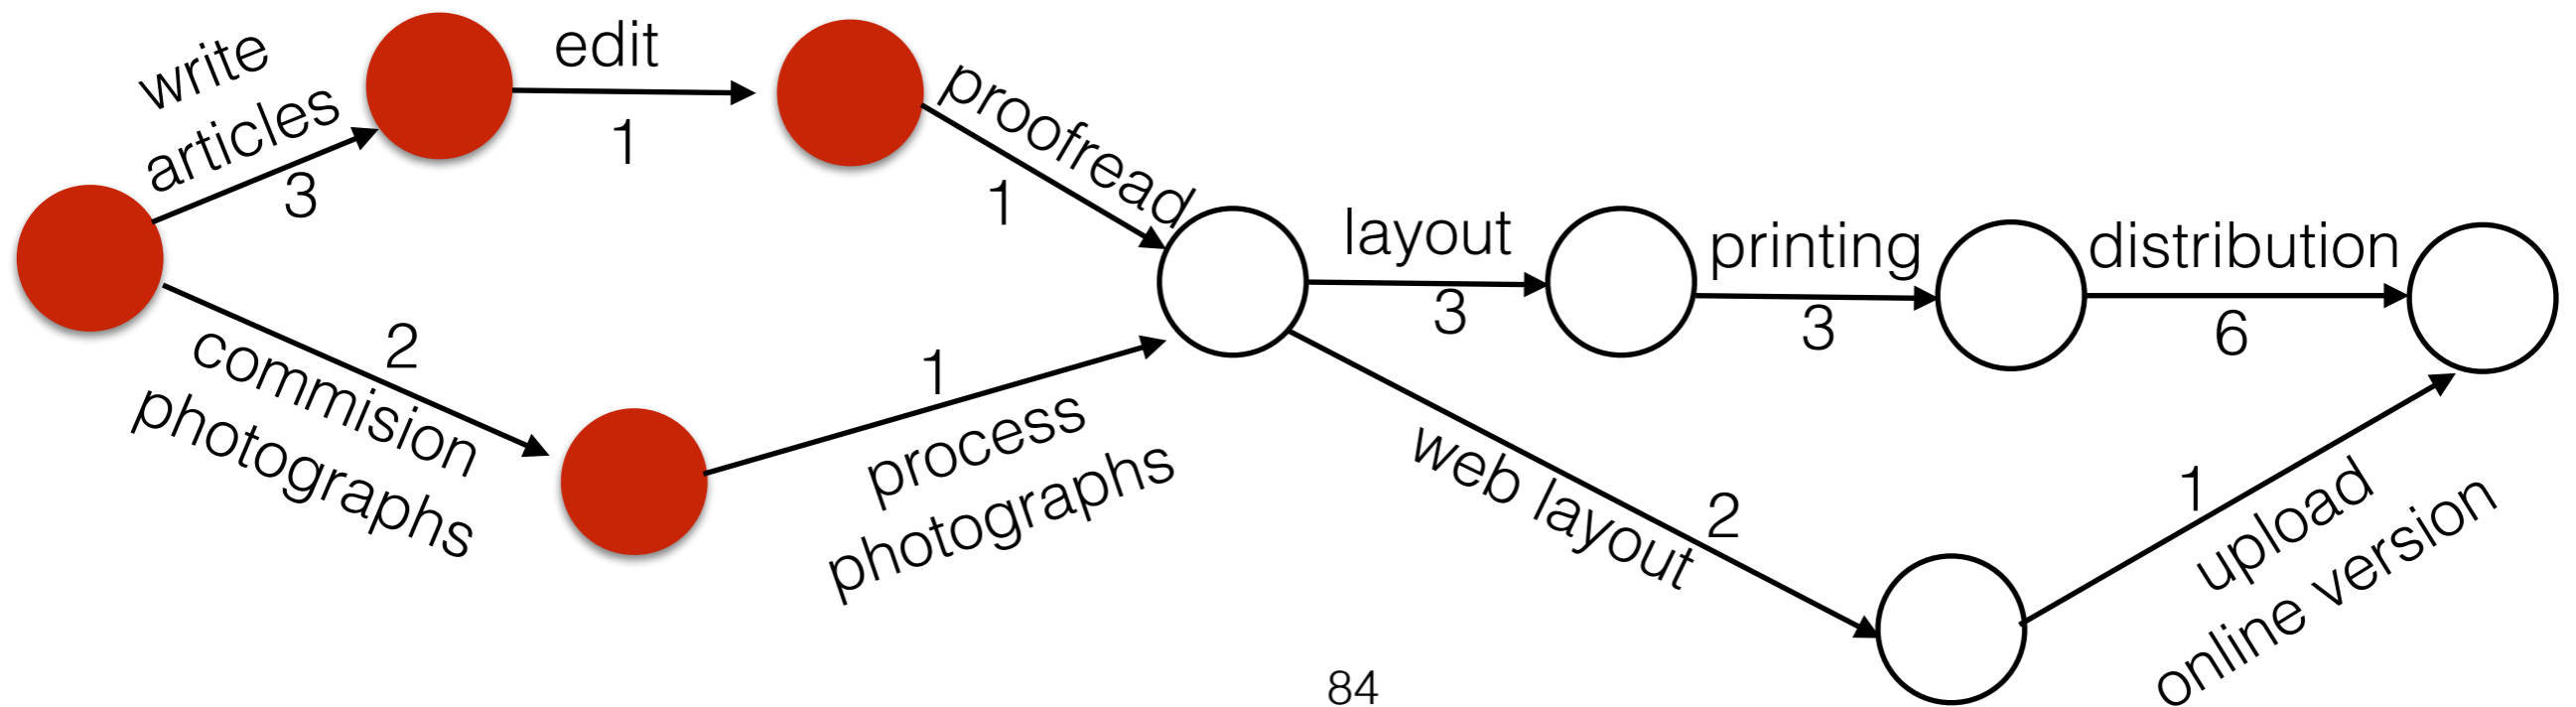 write
articles
3
edit
1
proofread
1
commision
photographs
2
process
photographs
1
layout
3
printing
3
distribution
6
web layout
2
upload
online version
1
84